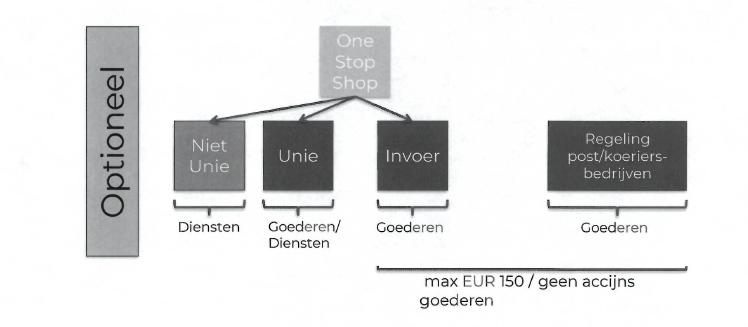 Optioneel
One
Stop
Shop
Niet
Unie
Unie
Invoer
Regeling
post/koeriers-
bedrijven
Diensten
Goederen/
Diensten
Goederen
Goederen
max EUR 150 / geen accijns
goederen